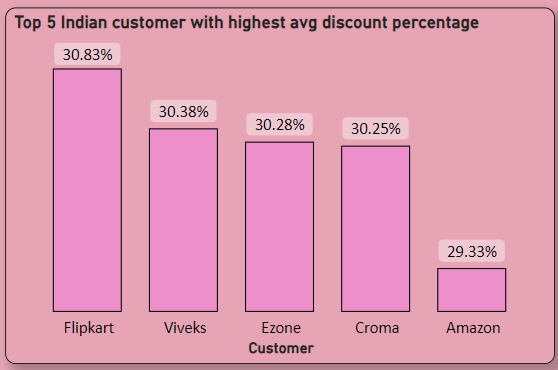 Top 5 Indian customer with highest avg discount percentage
30.83%
30.38%
30.28%
30.25%
29.33%
Flipkart Viveks Ezone Croma Amazon
Customer